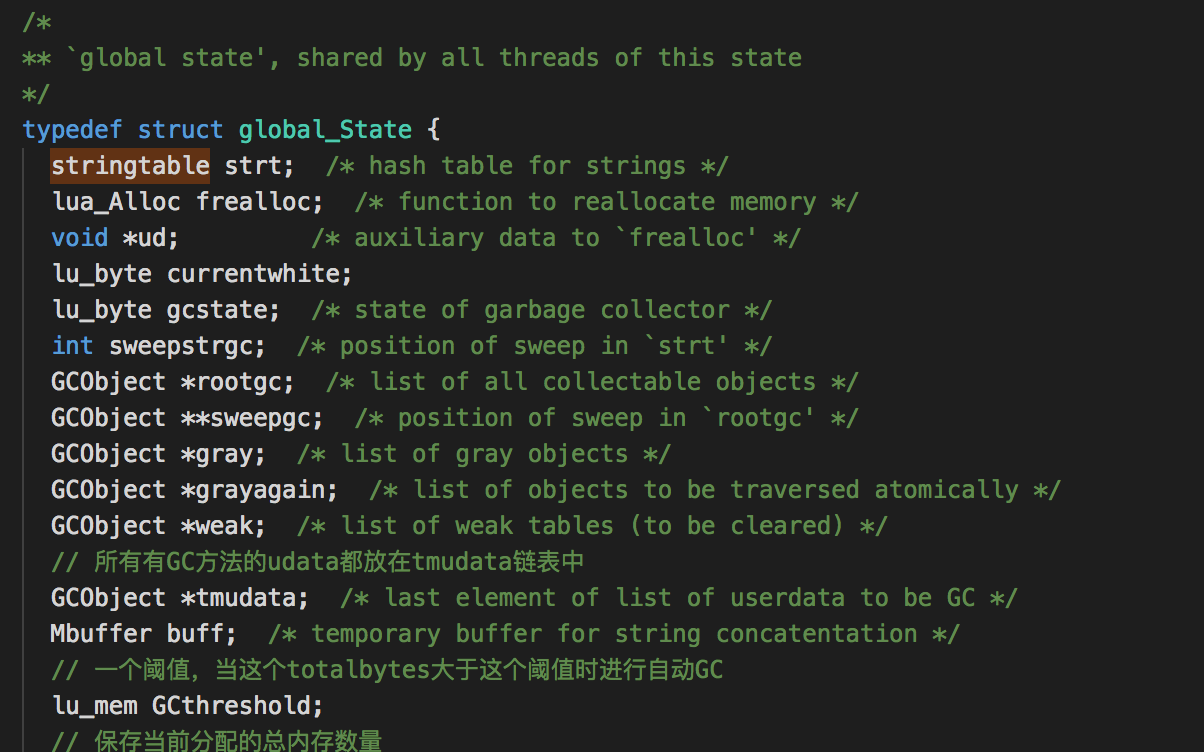 /*
** `global state', shared by all threads of this state
*/
typedef struct global_State {
  stringtable strt;  /* hash table for strings */
  lua_Alloc frealloc;  /* function to reallocate memory */
  void *ud;         /* auxiliary data to `frealloc' */
  lu_byte currentwhite;
  lu_byte gcstate;  /* state of garbage collector */
  int sweepstrgc;  /* position of sweep in `strt' */
  GCObject *rootgc;  /* list of all collectable objects */
  GCObject **sweepgc;  /* position of sweep in `rootgc' */
  GCObject *gray;  /* list of gray objects */
  GCObject *grayagain;  /* list of objects to be traversed atomically */
  GCObject *weak;  /* list of weak tables (to be cleared) */
  // 所有有GC方法的udata都放在tmudata链表中
  GCObject *tmudata;  /* last element of list of userdata to be GC */
  Mbuffer buff;  /* temporary buffer for string concatentation */
  // 一个阈值，当这个totalbytes大于这个阈值时进行自动GC
  lu_mem GCthreshold;
  // 保存当前分配的总内存数量